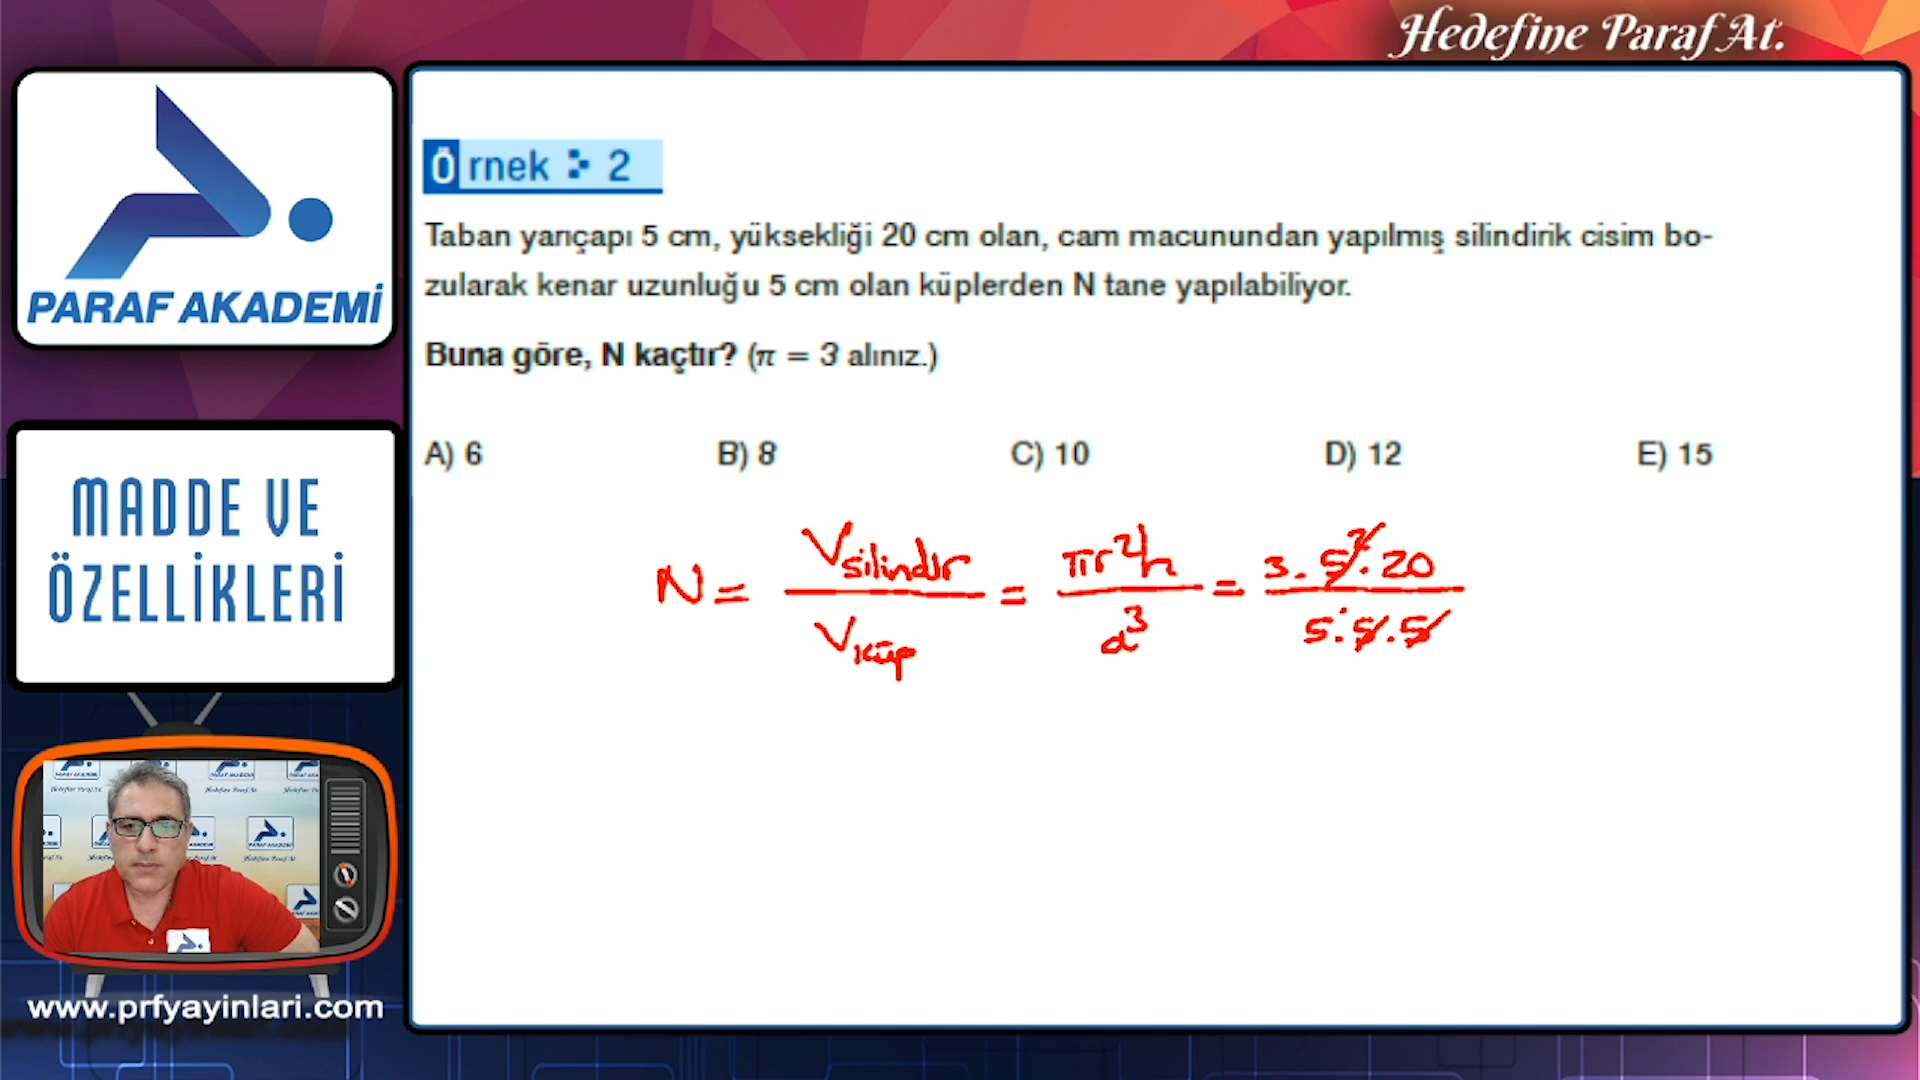 Hedefine Paraf At.
PARAF AKADEMİ
Örnek 2
Taban yarıçapı 5 cm, yüksekliği 20 cm olan, cam macunundan yapılmış silindirik cisim bo-
zularak kenar uzunluğu 5 cm olan küplerden N tane yapılabiliyor.
Buna göre, N kaçtır? (π = 3 alınız.)
A) 6 B) 8 C) 10 D) 12 E) 15
N = Vsilindir / Vküp = πr²h / a³ = 3.5².20 / 5.5.5
MADDE VE
ÖZELLİKLERİ
www.prfyayinlari.com